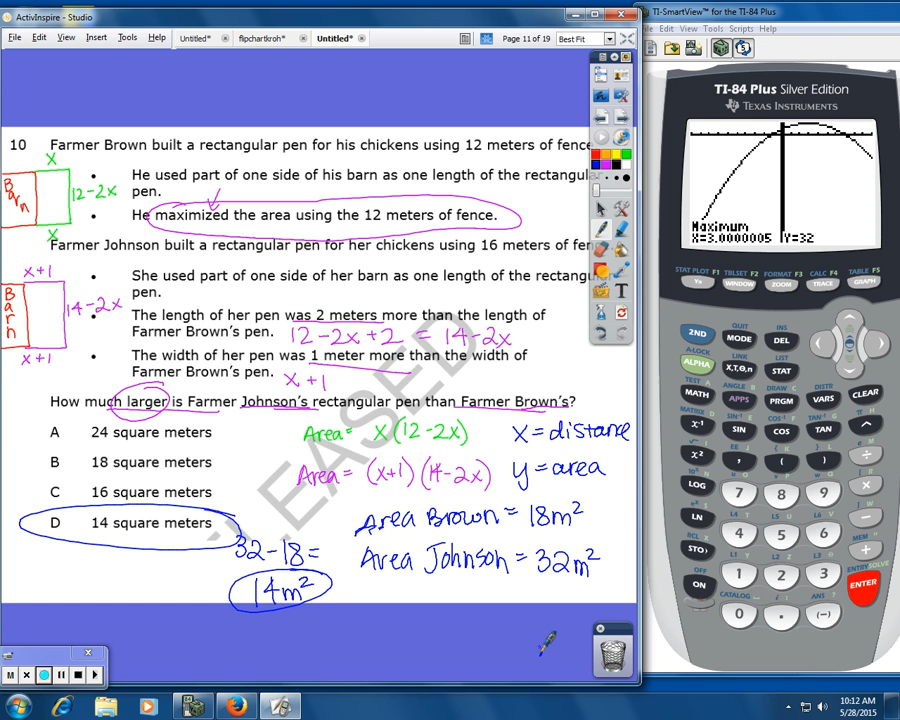 ActivInspire - Studio
File Edit View Insert Tools Help
Untitled* flipchartkroh* Untitled*
Page 11 of 19 Best Fit
10 Farmer Brown built a rectangular pen for his chickens using 12 meters of fence
x
Barn
12-2x
x
• He used part of one side of his barn as one length of the rectangula
pen.
• He maximized the area using the 12 meters of fence.
Farmer Johnson built a rectangular pen for her chickens using 16 meters of fen
x+1
Barn
14-2x
x+1
• She used part of one side of her barn as one length of the rectangu
pen.
• The length of her pen was 2 meters more than the length of
Farmer Brown's pen. 12-2x+2 = 14-2x
• The width of her pen was 1 meter more than the width of
Farmer Brown's pen. x+1
How much larger is Farmer Johnson's rectangular pen than Farmer Brown's?
A 24 square meters
B 18 square meters
C 16 square meters
D 14 square meters
Area= x(12-2x)
x=distance
Area= (x+1)(14-2x)
y=area
Area Brown = 18m²
Area Johnson = 32m²
32-18=
14m²
EASED
T
M
TI-SmartView™ for the TI-84 Plus
File Edit View Tools Scripts Help
TI-84 Plus Silver Edition
TEXAS INSTRUMENTS
Maximum
X=3.0000005 Y=32
STAT PLOT F1 TBLSET F2 FORMAT F3 CALC F4 TABLE F5
Y= WINDOW ZOOM TRACE GRAPH
QUIT INS
2ND MODE DEL
A-LOCK LINK LIST
ALPHA X,T,Θ,n STAT
TEST A ANGLE B DRAW C DISTR
MATH APPS PRGM VARS CLEAR
MATRIX D SIN⁻¹ E COS⁻¹ F TAN⁻¹ G π H
x⁻¹ SIN COS TAN ^
x² , ( ) ÷
LOG 7 8 9 ×
LN 4 5 6 −
RCL X L1 Y L2 Z L3 θ MEM "
STO› 1 2 3 +
OFF CATALOG ⎵ i : ANS ? ENTRY SOLVE
ON 0 . (−) ENTER
10:12 AM
5/28/2015